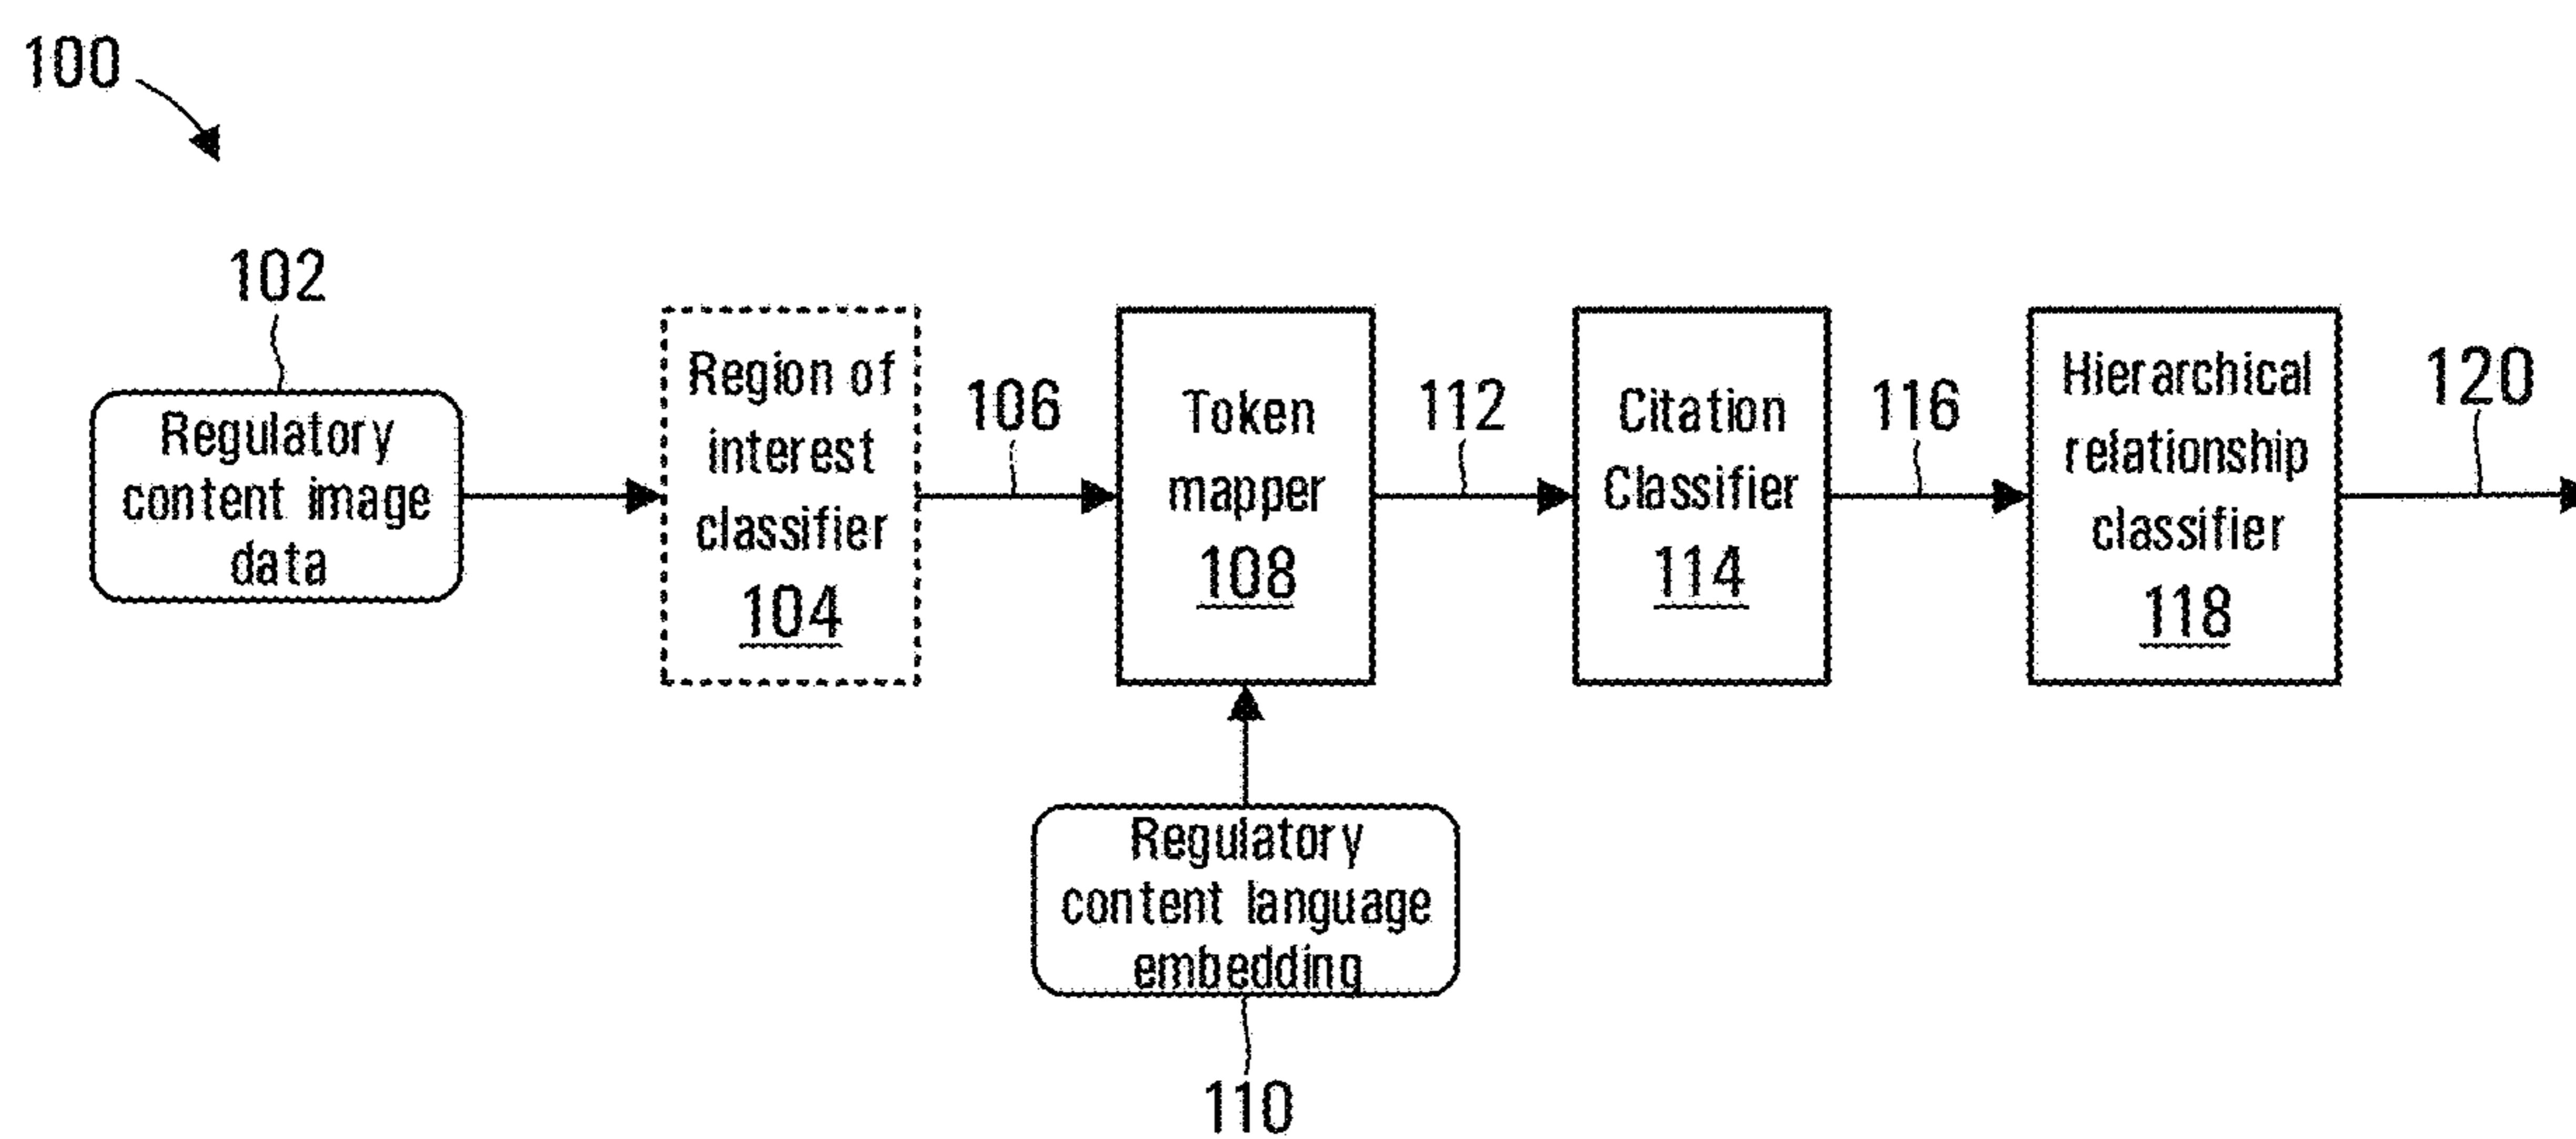 100
102
Regulatory
content image
data
Region of
interest
classifier
104
106
Token
mapper
108
112
Citation
Classifier
114
116
Hierarchical
relationship
classifier
118
120
Regulatory
content language
embedding
110